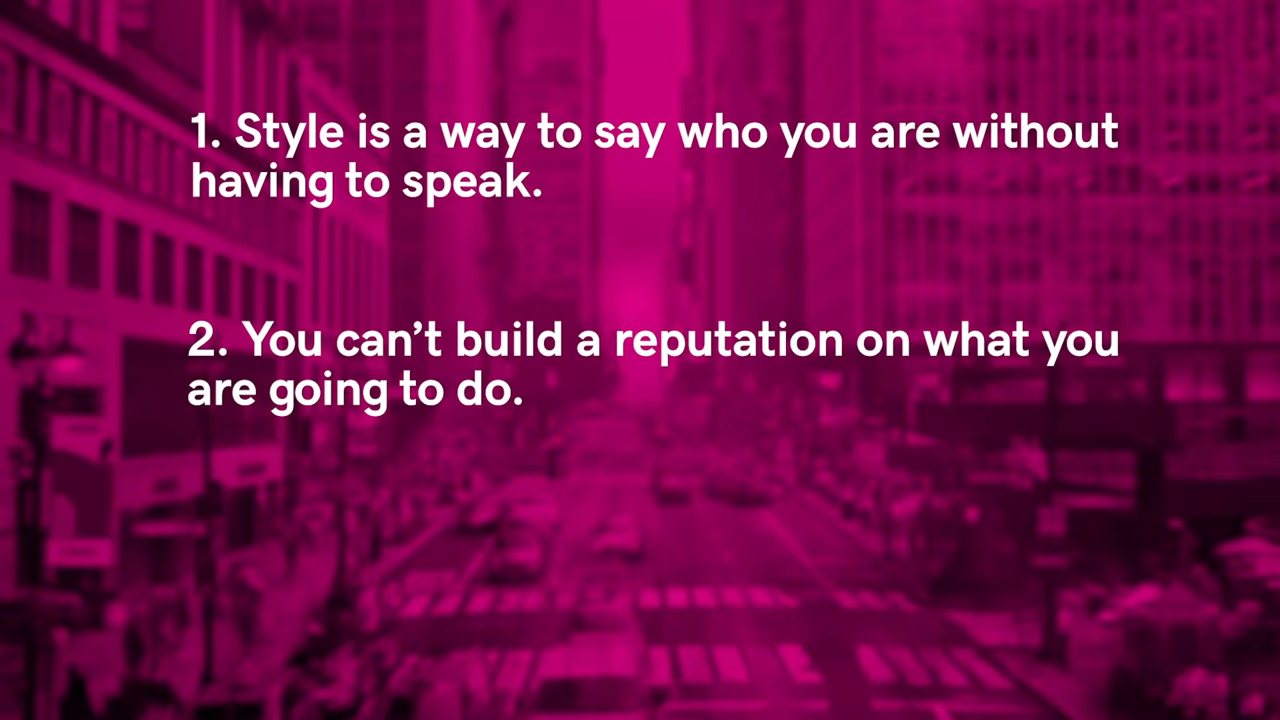 1. Style is a way to say who you are without
having to speak.
2. You can’t build a reputation on what you
are going to do.